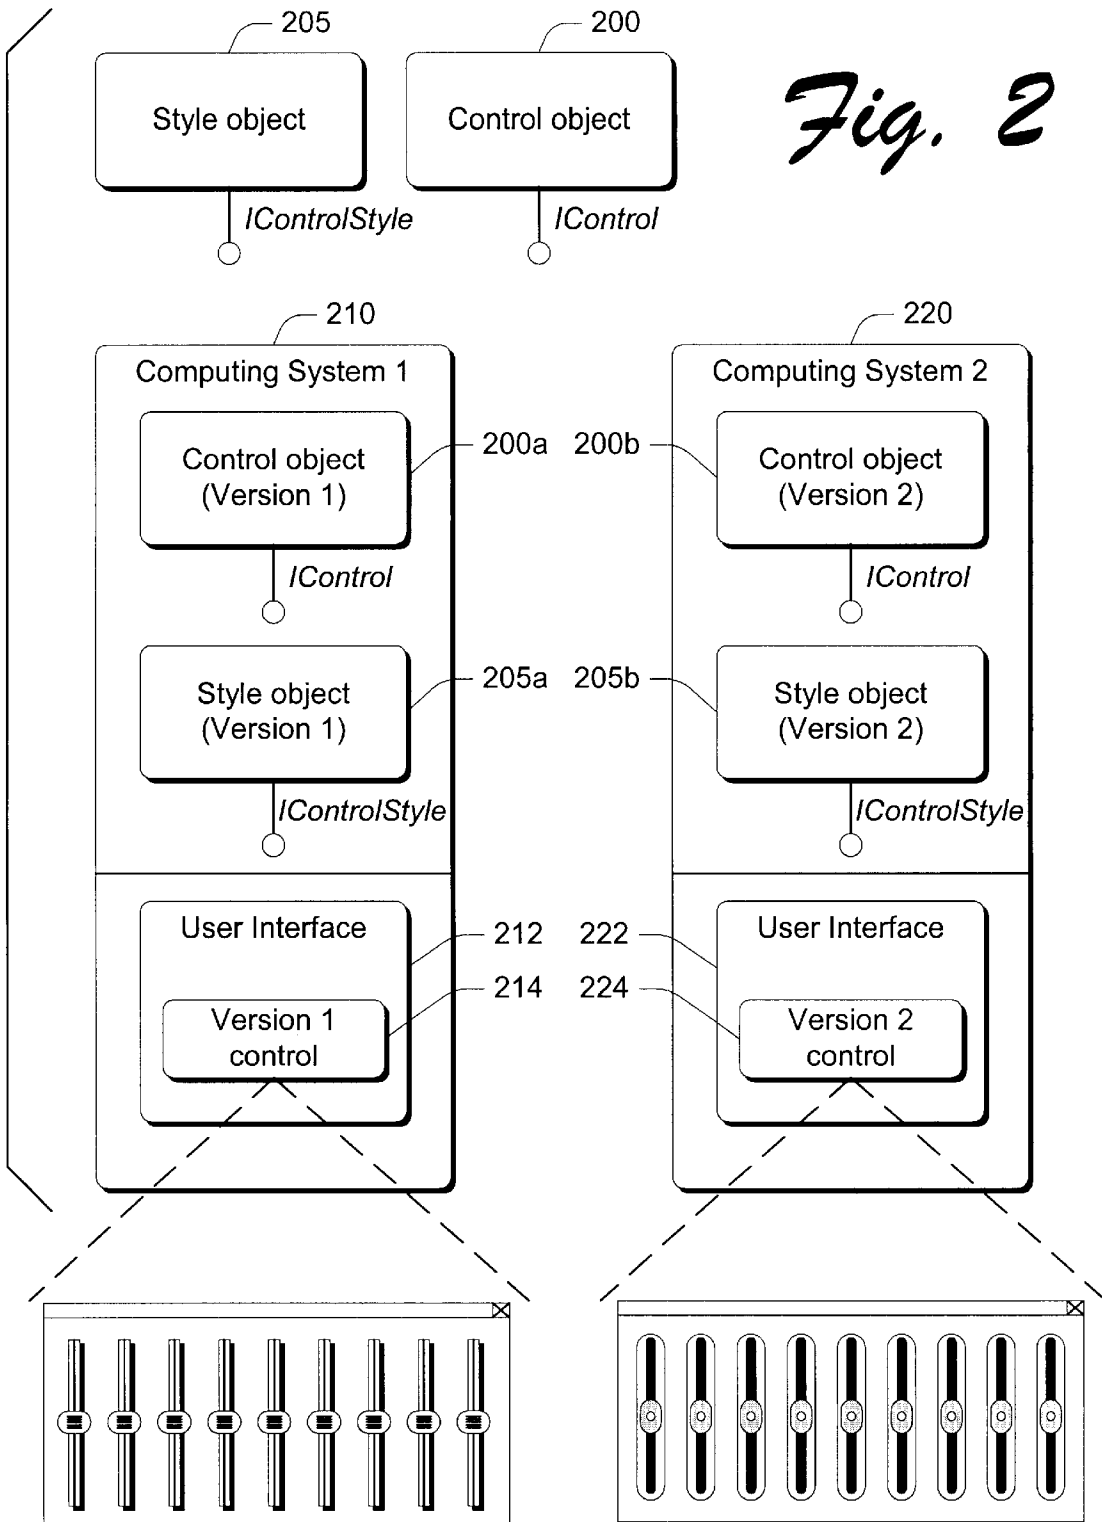 205
200
Style object
Control object
Fig. 2
IControlStyle
IControl
210
220
Computing System 1
Computing System 2
Control object
(Version 1)
200a
200b
Control object
(Version 2)
IControl
IControl
Style object
(Version 1)
205a
205b
Style object
(Version 2)
IControlStyle
IControlStyle
User Interface
212
222
User Interface
214
224
Version 1
control
Version 2
control